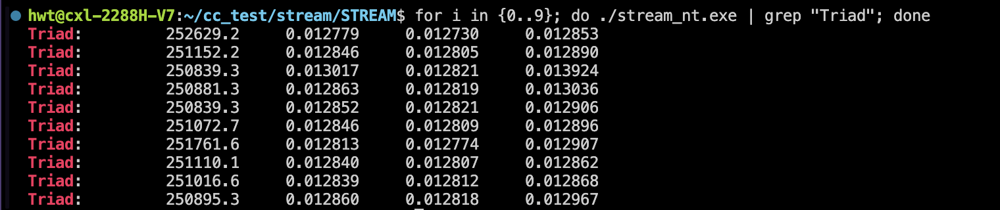 hwt@cxl-2288H-V7:~/cc_test/stream/STREAM$ for i in {0..9}; do ./stream_nt.exe | grep "Triad"; done
Triad: 252629.2 0.012779 0.012730 0.012853
Triad: 251152.2 0.012846 0.012805 0.012890
Triad: 250839.3 0.013017 0.012821 0.013924
Triad: 250881.3 0.012863 0.012819 0.013036
Triad: 250839.3 0.012852 0.012821 0.012906
Triad: 251072.7 0.012846 0.012809 0.012896
Triad: 251761.6 0.012813 0.012774 0.012907
Triad: 251110.1 0.012840 0.012807 0.012862
Triad: 251016.6 0.012839 0.012812 0.012868
Triad: 250895.3 0.012860 0.012818 0.012967